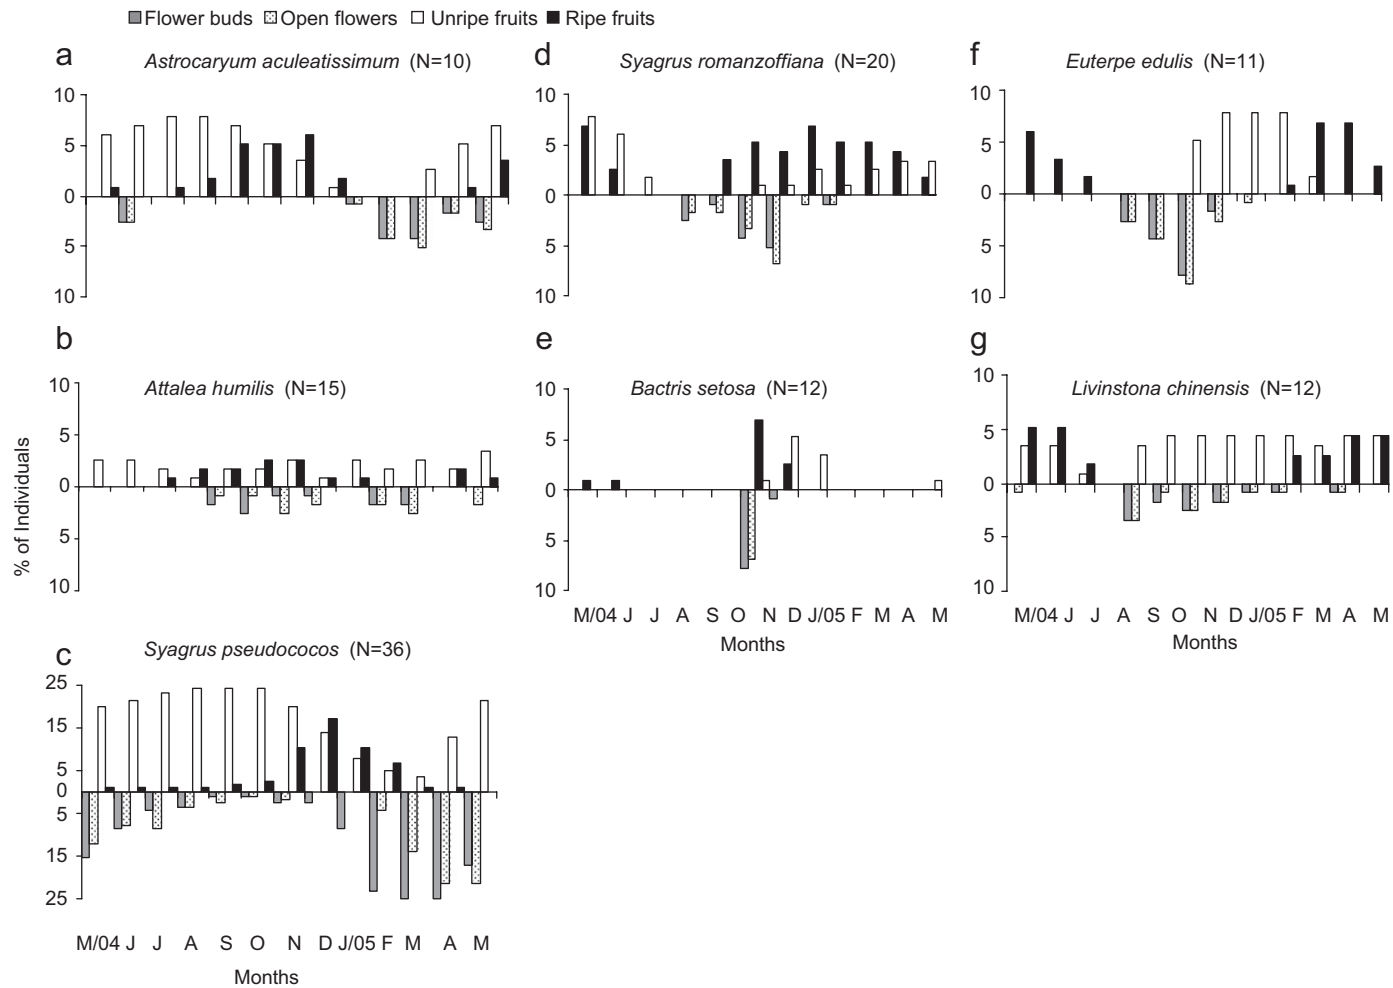 Flower buds Open flowers Unripe fruits Ripe fruits
a
Astrocaryum aculeatissimum (N=10)
10
5
0
5
10
b
Attalea humilis (N=15)
% of Individuals
10
5
0
5
10
c
Syagrus pseudococos (N=36)
25
15
5
0
5
15
25
M/04 J J A S O N D J/05 F M A M
Months
d
Syagrus romanzoffiana (N=20)
10
5
0
5
10
e
Bactris setosa (N=12)
10
5
0
5
10
M/04 J J A S O N D J/05 F M A M
Months
f
Euterpe edulis (N=11)
10
5
0
5
10
g
Livinstona chinensis (N=12)
10
5
0
5
10
M/04 J J A S O N D J/05 F M A M
Months